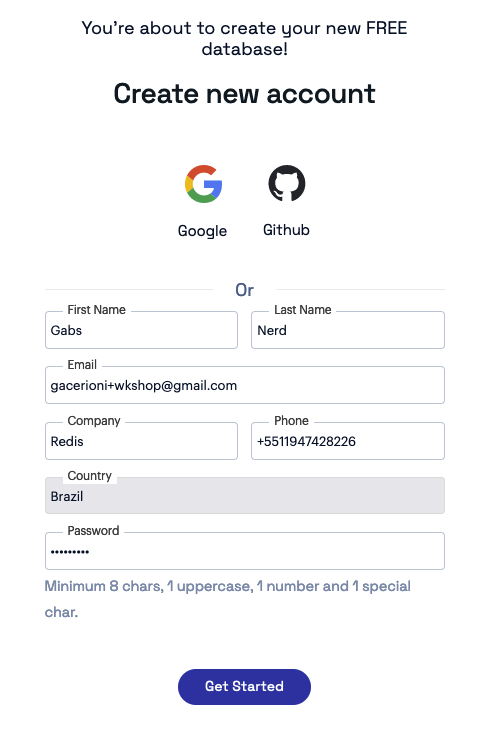 You're about to create your new FREE
database!
Create new account
Google
Github
Or
First Name
Gabs
Last Name
Nerd
Email
gacerioni+wkshop@gmail.com
Company
Redis
Phone
+5511947428226
Country
Brazil
Password
•••••••••
Minimum 8 chars, 1 uppercase, 1 number and 1 special
char.
Get Started